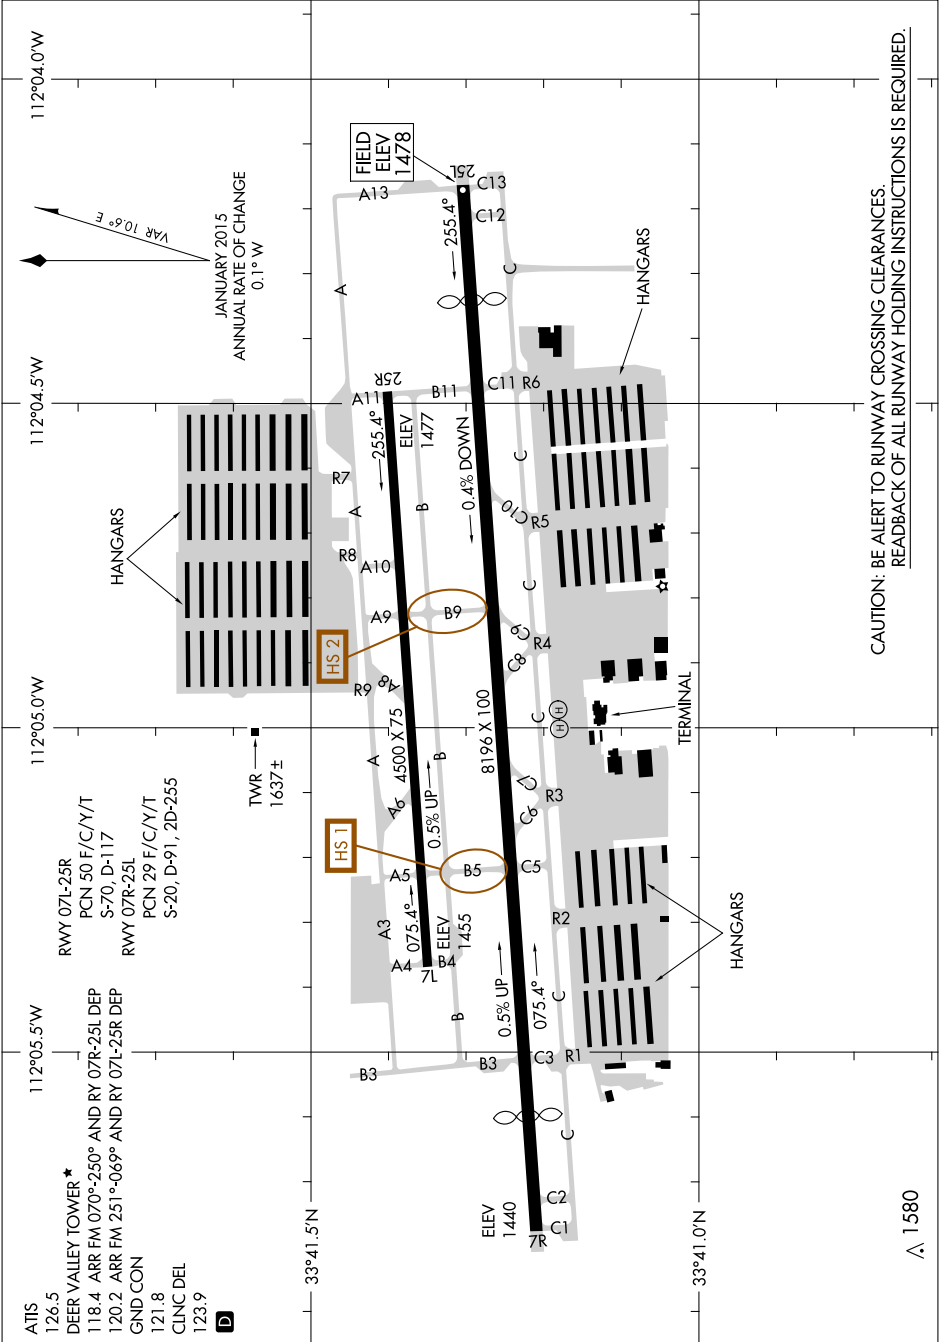 ATIS
126.5
DEER VALLEY TOWER★
118.4 ARR FM 070°-250° AND RY 07R-25L DEP
120.2 ARR FM 251°-069° AND RY 07L-25R DEP
GND CON
121.8
CLNC DEL
123.9
D
RWY 07L-25R
PCN 50 F/C/Y/T
S-70, D-117
RWY 07R-25L
PCN 29 F/C/Y/T
S-20, D-91, 2D-255
112°05.5'W
112°05.0'W
112°04.5'W
112°04.0'W
TWR
1637±
HANGARS
VAR 10.6° E
JANUARY 2015
ANNUAL RATE OF CHANGE
0.1° W
33°41.5'N
HS 1
HS 2
R9
R8
R7
B3
A4
A3
A5
A6
A
A8
A9
A10
A
A11
A
A13
FIELD
ELEV
1478
7L
075.4°
4500 X 75
255.4°
25R
B4
ELEV
1455
0.5% UP
ELEV
1477
B3
B
B5
B
B9
B
B11
255.4°
25L
ELEV
1440
7R
0.5% UP
075.4°
8196 X 100
0.4% DOWN
C1
C2
C
C3
C
C5
C6
C7
C
C8
C9
C
C10
C
C11
C
C12
C13
R1
R2
R3
H
H
R4
R5
R6
HANGARS
TERMINAL
HANGARS
33°41.0'N
1580
CAUTION: BE ALERT TO RUNWAY CROSSING CLEARANCES.
READBACK OF ALL RUNWAY HOLDING INSTRUCTIONS IS REQUIRED.